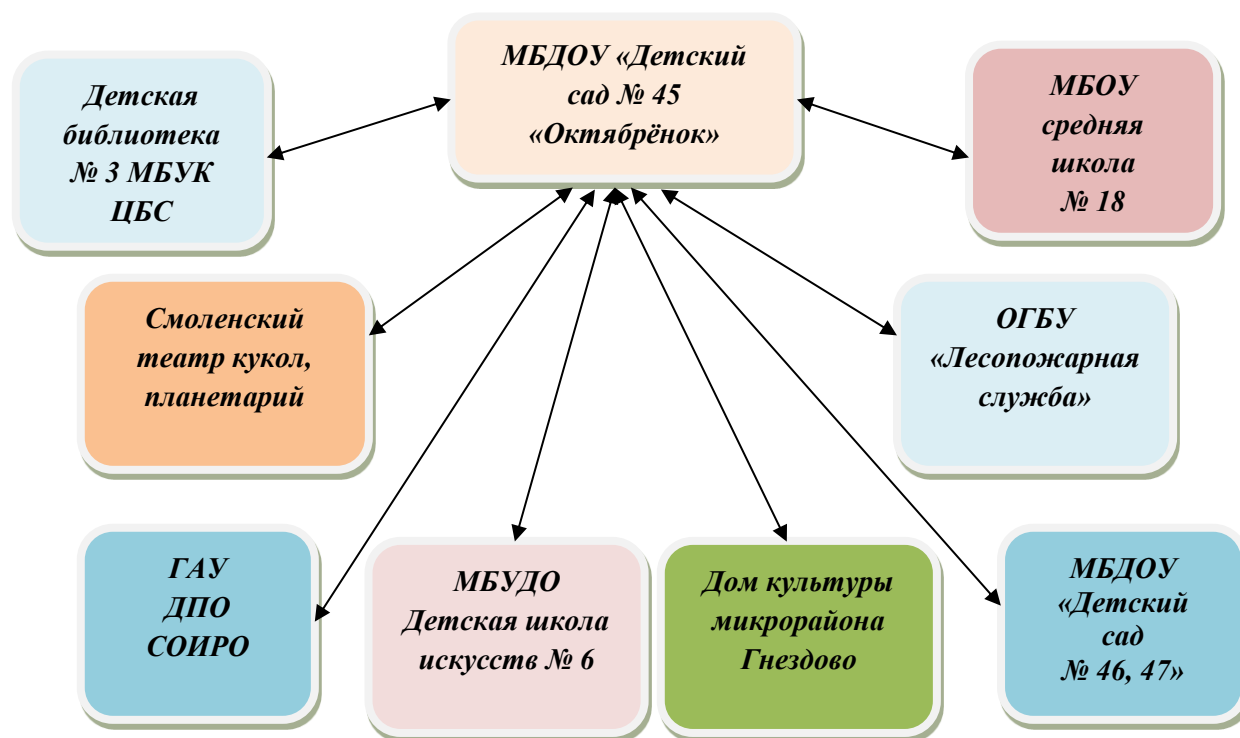 МБДОУ «Детский
сад № 45
«Октябрёнок»
Детская
библиотека
№ 3 МБУК
ЦБС
МБОУ
средняя
школа
№ 18
Смоленский
театр кукол,
планетарий
ОГБУ
«Лесопожарная
служба»
ГАУ
ДПО
СОИРО
МБУДО
Детская школа
искусств № 6
Дом культуры
микрорайона
Гнездово
МБДОУ
«Детский
сад
№ 46, 47»